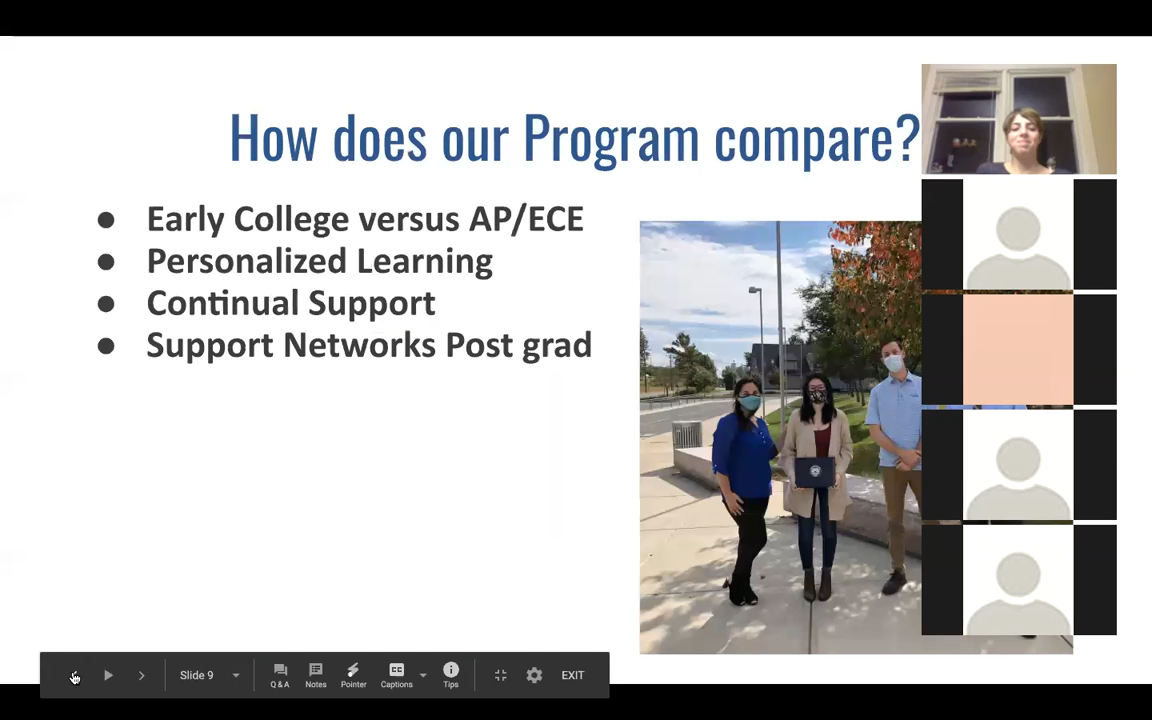 How does our Program compare?
● Early College versus AP/ECE
● Personalized Learning
● Continual Support
● Support Networks Post grad
Slide 9
Q & A
Notes
Pointer
CC
Captions
Tips
EXIT